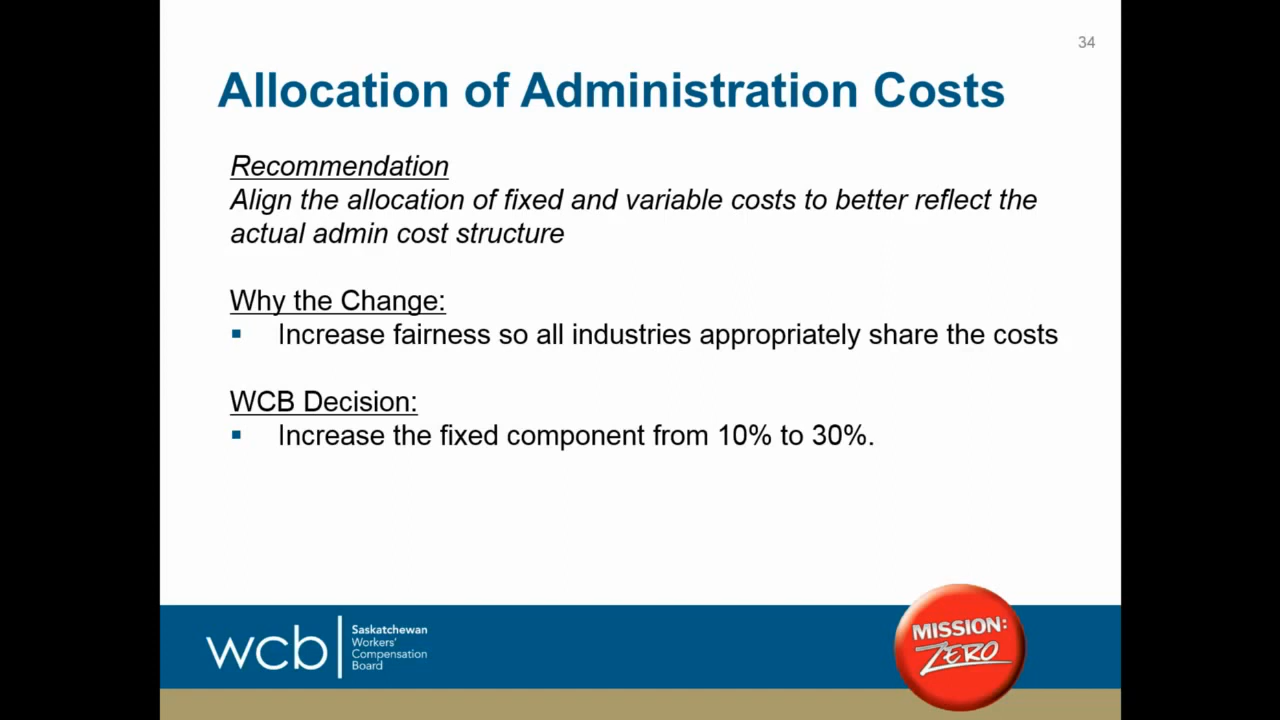 34
Allocation of Administration Costs
Recommendation
Align the allocation of fixed and variable costs to better reflect the
actual admin cost structure
Why the Change:
▪ Increase fairness so all industries appropriately share the costs
WCB Decision:
▪ Increase the fixed component from 10% to 30%.
wcb
Saskatchewan
Workers'
Compensation
Board
MISSION:
ZERO